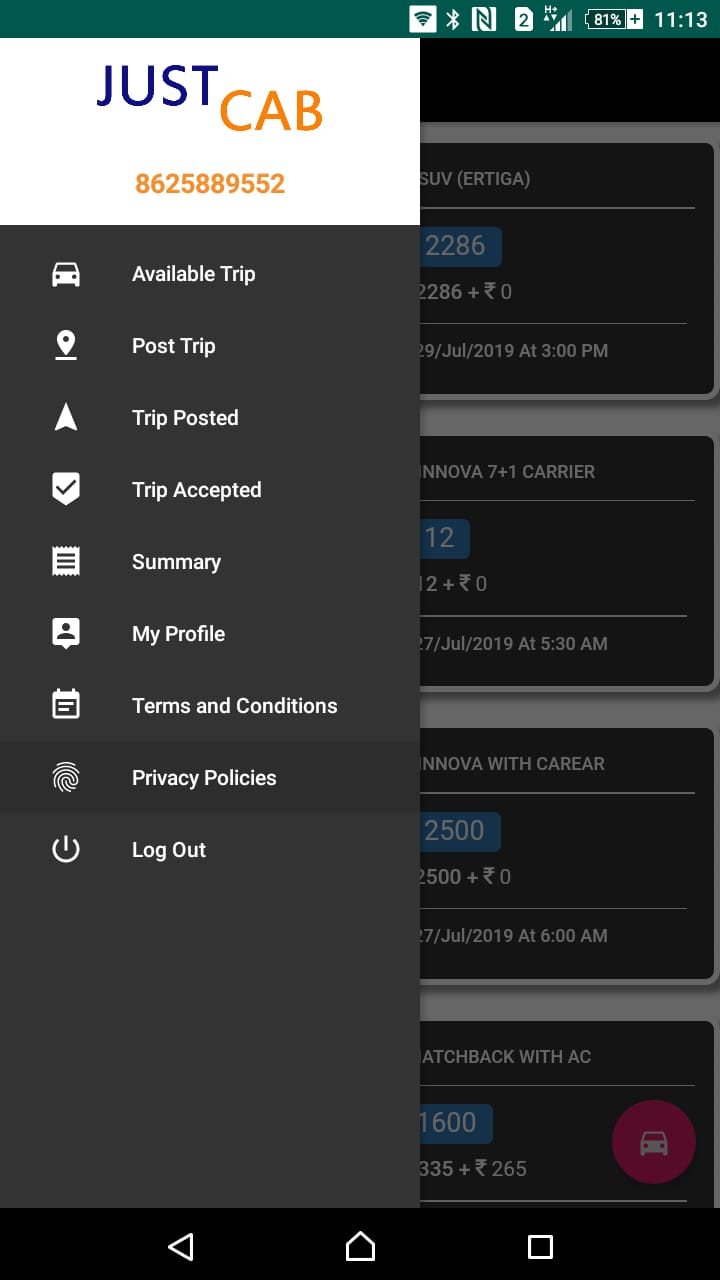 H+
2
81%
11:13
JUST CAB
8625889552
Available Trip
Post Trip
Trip Posted
Trip Accepted
Summary
My Profile
Terms and Conditions
Privacy Policies
Log Out
SUV (ERTIGA)
2286
2286 + ₹ 0
29/Jul/2019 At 3:00 PM
INNOVA 7+1 CARRIER
12
12 + ₹ 0
27/Jul/2019 At 5:30 AM
INNOVA WITH CAREAR
2500
2500 + ₹ 0
27/Jul/2019 At 6:00 AM
ATCHBACK WITH AC
1600
335 + ₹ 265